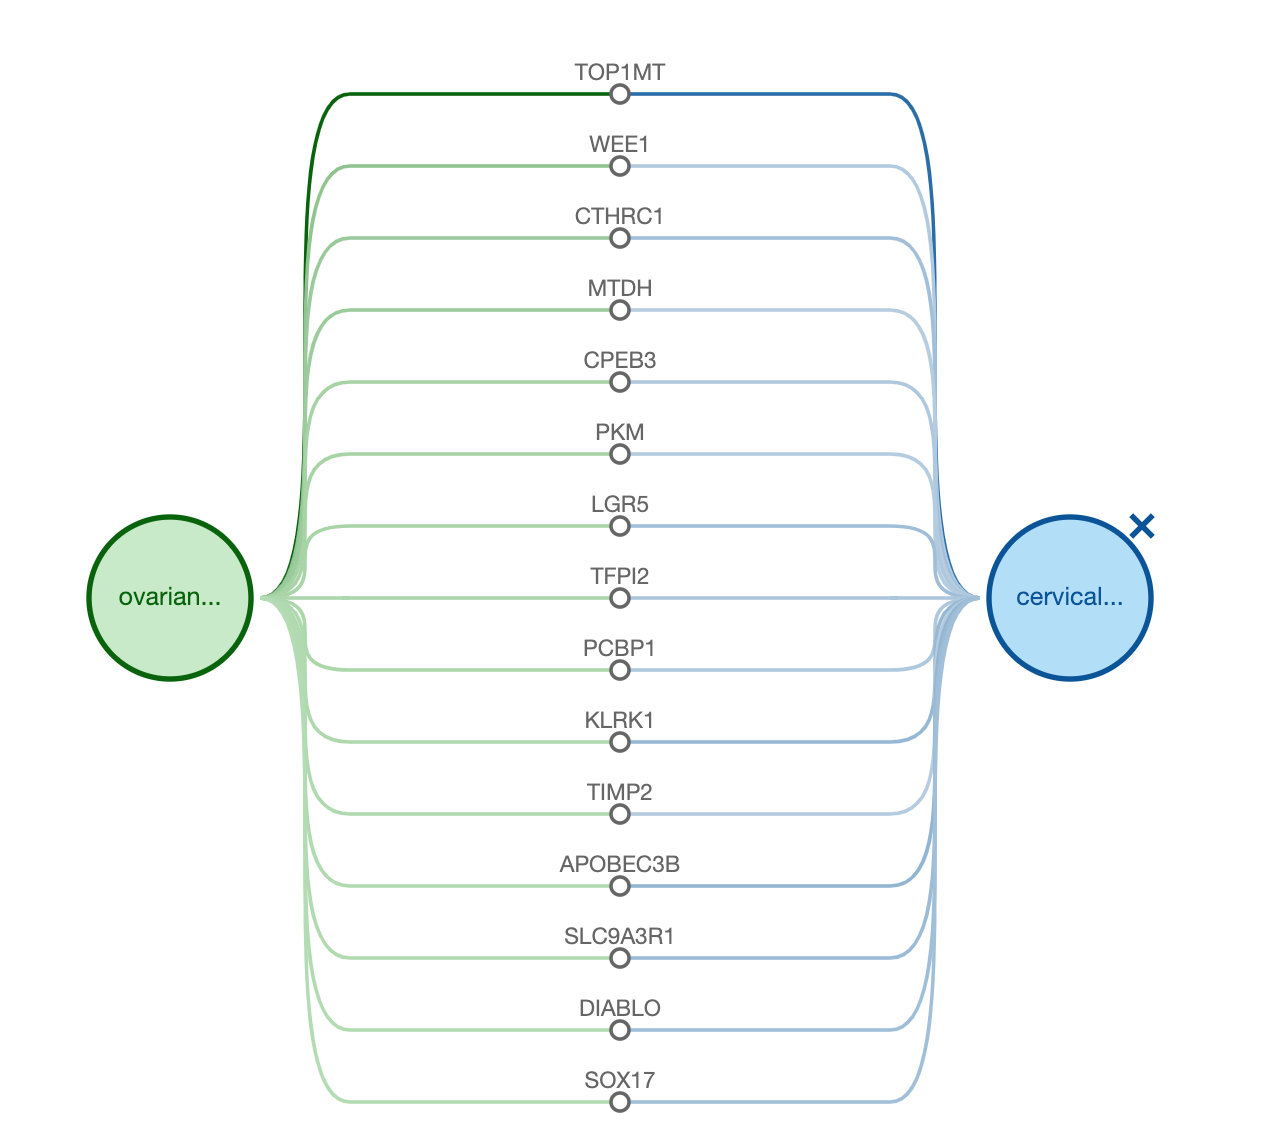 TOP1MT
WEE1
CTHRC1
MTDH
CPEB3
PKM
LGR5
TFPI2
ovarian...
cervical...
PCBP1
KLRK1
TIMP2
APOBEC3B
SLC9A3R1
DIABLO
SOX17